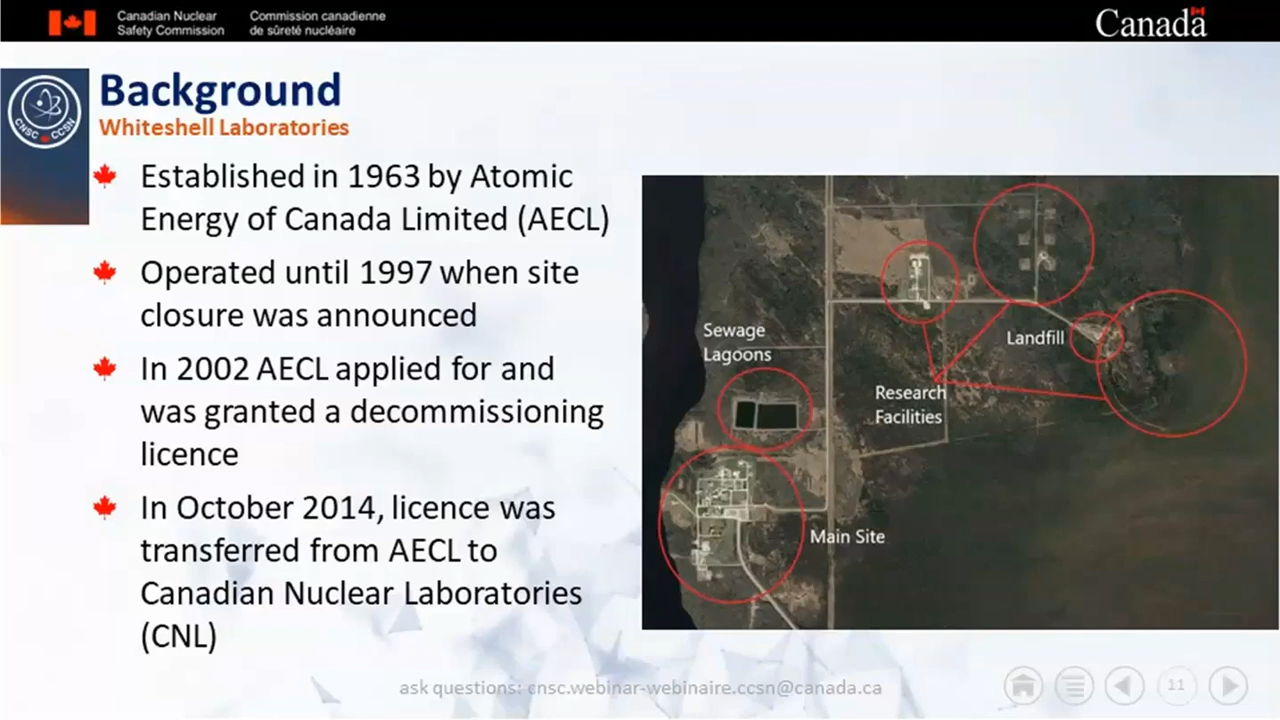 Canadian Nuclear
Safety Commission
Commission canadienne
de sûreté nucléaire
Canada
CNSC CCSN
Background
Whiteshell Laboratories
Established in 1963 by Atomic
Energy of Canada Limited (AECL)
Operated until 1997 when site
closure was announced
In 2002 AECL applied for and
was granted a decommissioning
licence
In October 2014, licence was
transferred from AECL to
Canadian Nuclear Laboratories
(CNL)
Sewage
Lagoons
Landfill
Research
Facilities
Main Site
ask questions: cnsc.webinar-webinaire.ccsn@canada.ca
11